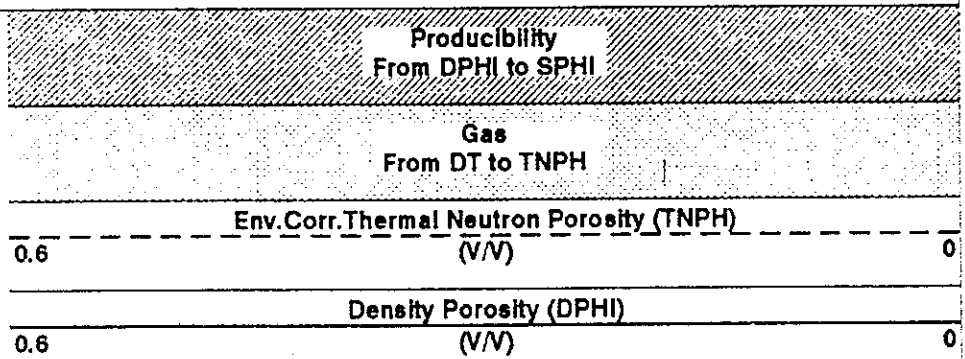 Producibility
From DPHI to SPHI
Gas
From DT to TNPH
Env.Corr.Thermal Neutron Porosity (TNPH)
0.6 (V/V) 0
Density Porosity (DPHI)
0.6 (V/V) 0